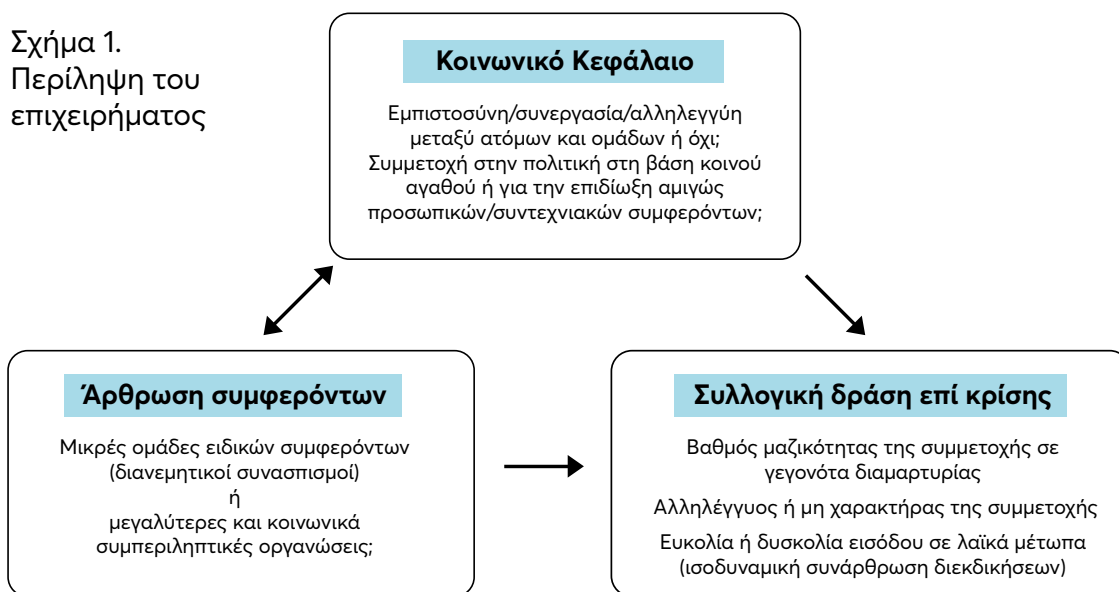 Σχήμα 1.
Περίληψη του
επιχειρήματος
Κοινωνικό Κεφάλαιο
Εμπιστοσύνη/συνεργασία/αλληλεγγύη
μεταξύ ατόμων και ομάδων ή όχι;
Συμμετοχή στην πολιτική στη βάση κοινού
αγαθού ή για την επιδίωξη αμιγώς
προσωπικών/συντεχνιακών συμφερόντων;
Άρθρωση συμφερόντων
Μικρές ομάδες ειδικών συμφερόντων
(διανεμητικοί συνασπισμοί)
ή
μεγαλύτερες και κοινωνικά
συμπεριληπτικές οργανώσεις;
Συλλογική δράση επί κρίσης
Βαθμός μαζικότητας της συμμετοχής σε
γεγονότα διαμαρτυρίας
Αλληλέγγυος ή μη χαρακτήρας της συμμετοχής
Ευκολία ή δυσκολία εισόδου σε λαϊκά μέτωπα
(ισοδυναμική συνάρθρωση διεκδικήσεων)